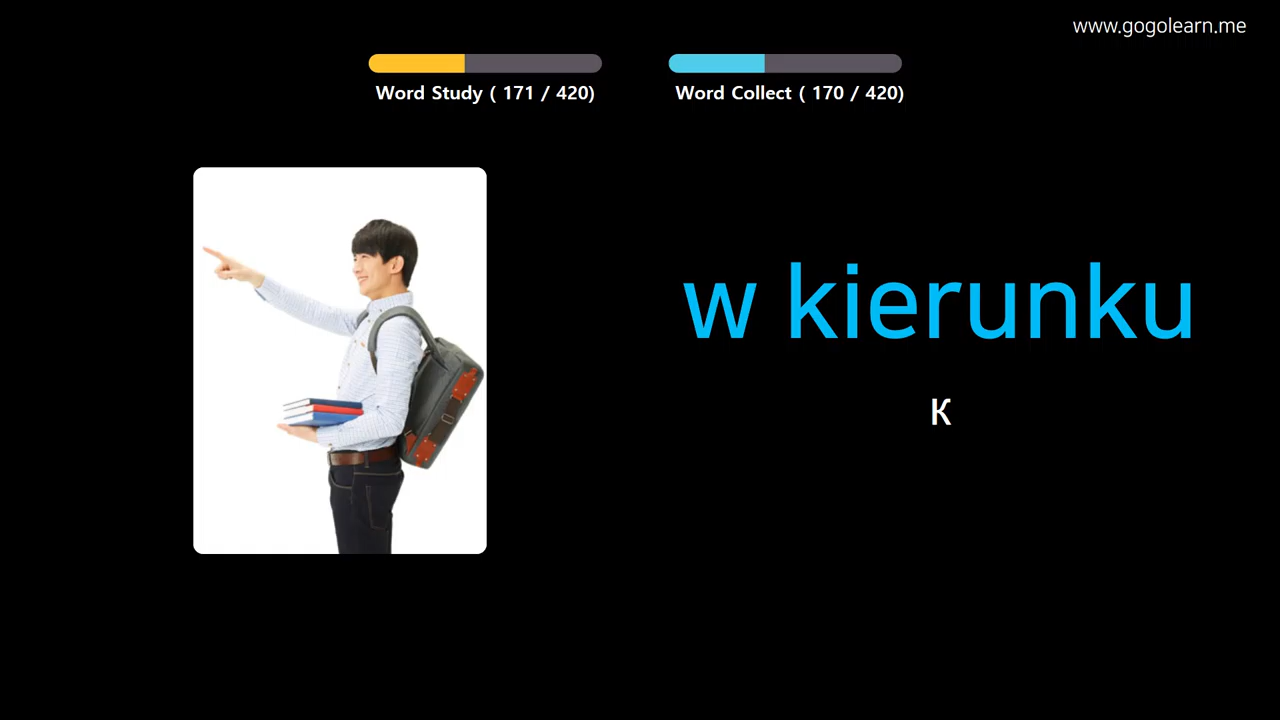 www.gogolearn.me
Word Study ( 171 / 420)
Word Collect ( 170 / 420)
w kierunku
к